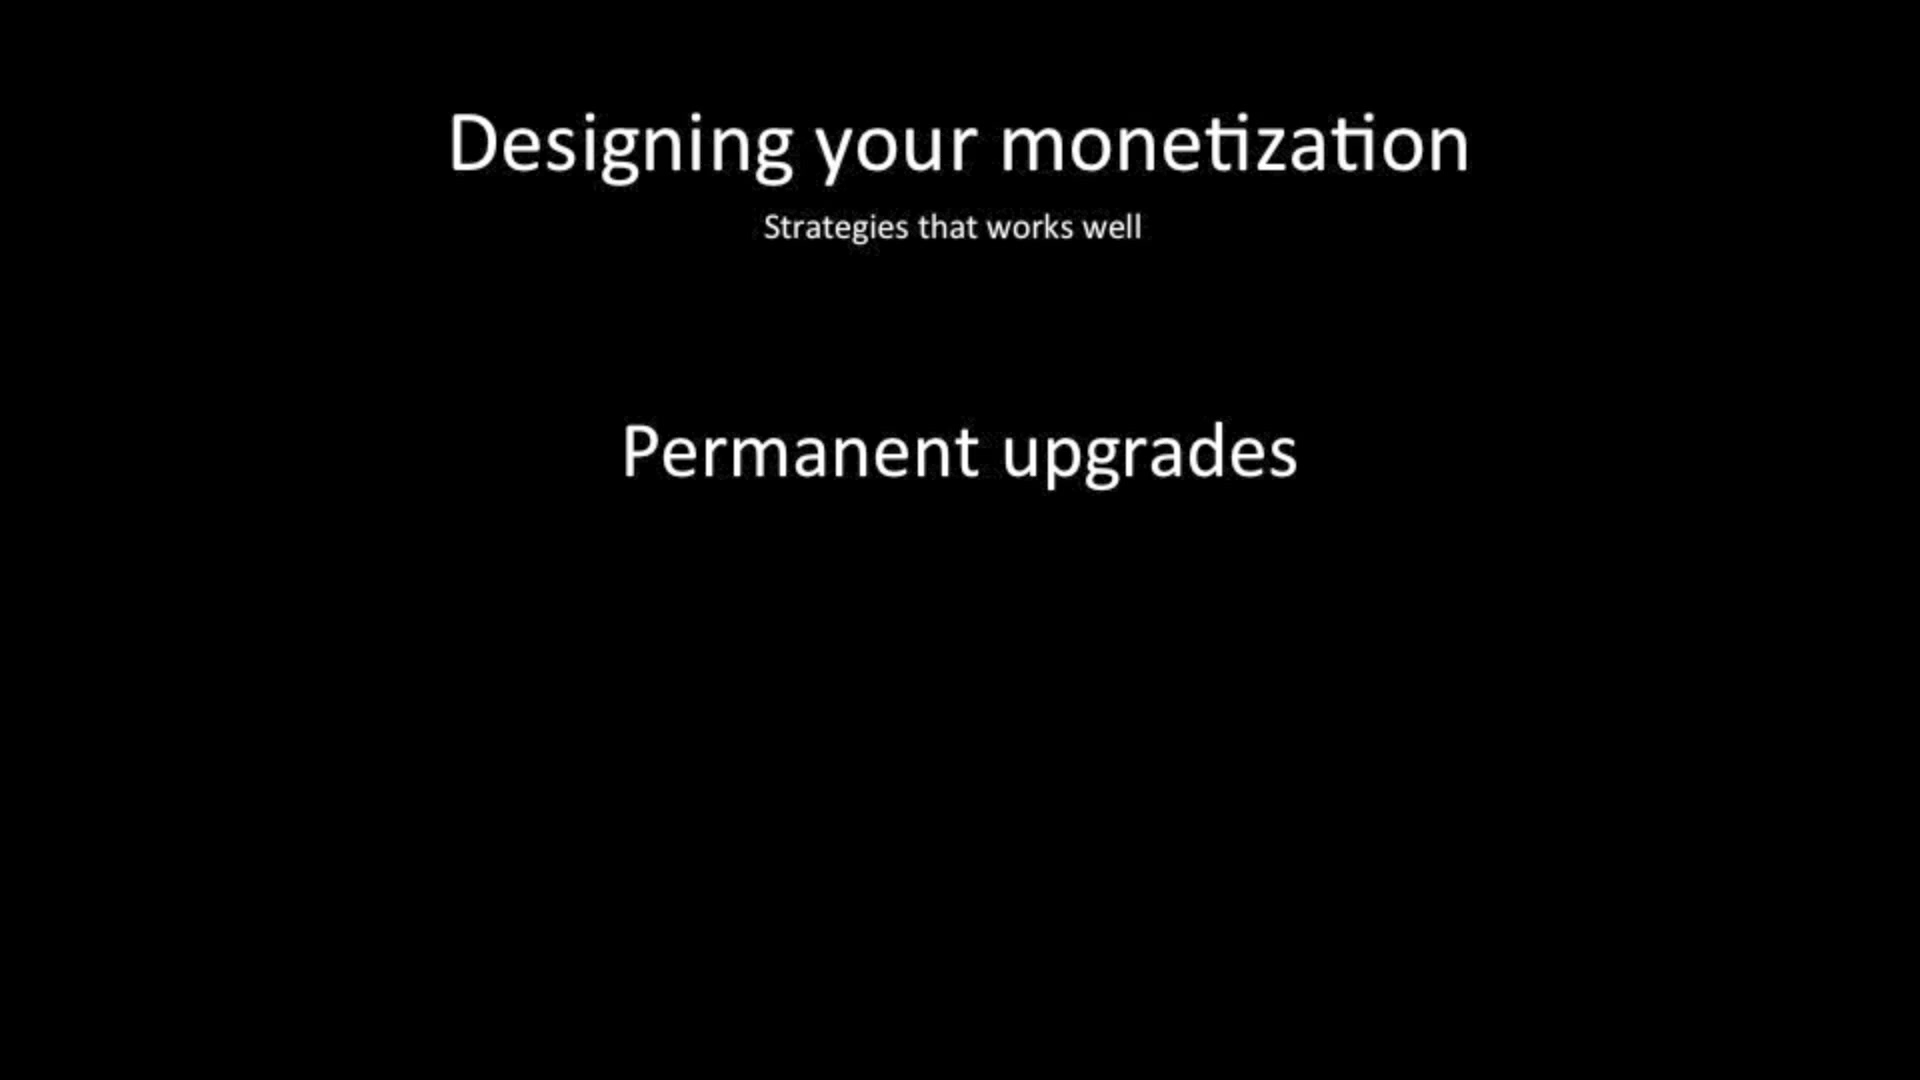 Designing your monetization
Strategies that works well
Permanent upgrades